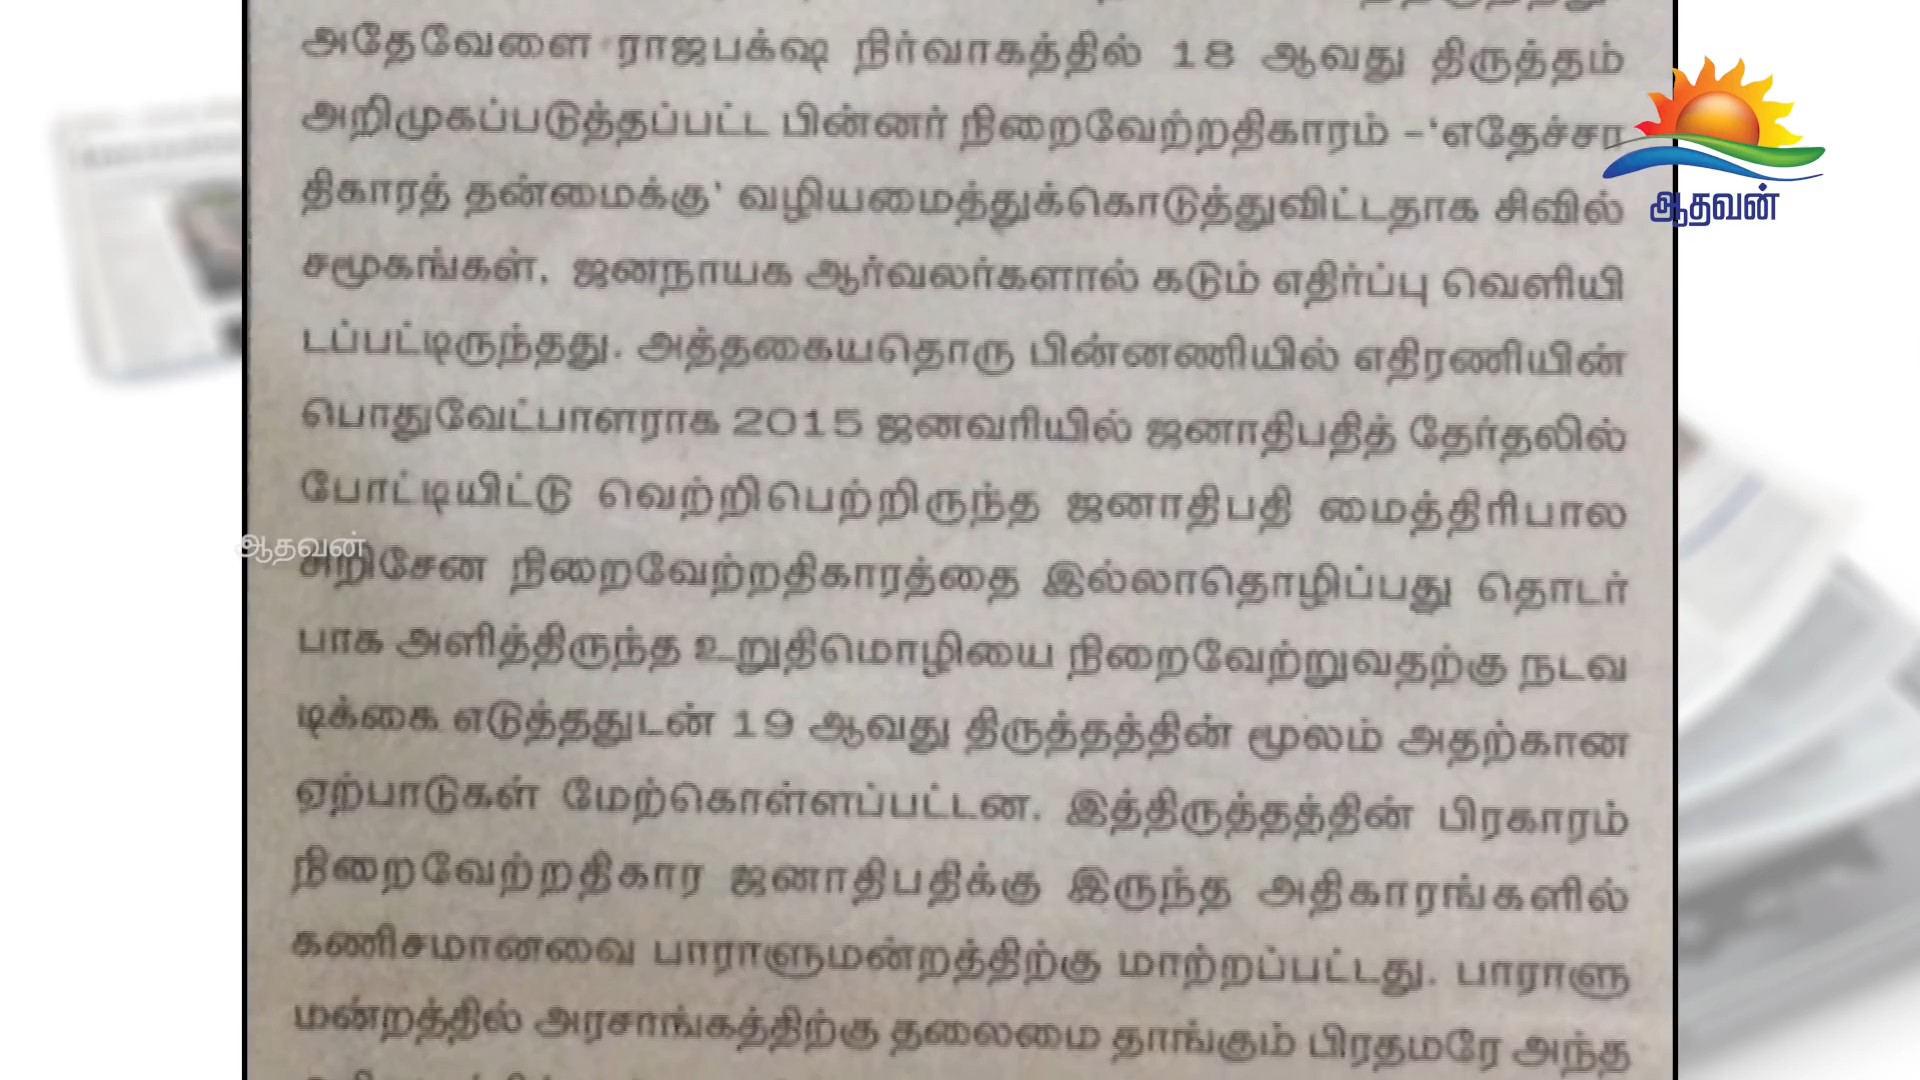 அதேவேளை ராஜபக்ஷ நிர்வாகத்தில் 18 ஆவது திருத்தம்
அறிமுகப்படுத்தப்பட்ட பின்னர் நிறைவேற்றதிகாரம் -'எதேச்சா
திகாரத் தன்மைக்கு' வழியமைத்துக்கொடுத்துவிட்டதாக சிவில்
சமூகங்கள், ஜனநாயக ஆர்வலர்களால் கடும் எதிர்ப்பு வெளியி
டப்பட்டிருந்தது. அத்தகையதொரு பின்னணியில் எதிரணியின்
பொதுவேட்பாளராக 2015 ஜனவரியில் ஜனாதிபதித் தேர்தலில்
போட்டியிட்டு வெற்றிபெற்றிருந்த ஜனாதிபதி மைத்திரிபால
சிறிசேன நிறைவேற்றதிகாரத்தை இல்லாதொழிப்பது தொடர்
பாக அளித்திருந்த உறுதிமொழியை நிறைவேற்றுவதற்கு நடவ
டிக்கை எடுத்ததுடன் 19 ஆவது திருத்தத்தின் மூலம் அதற்கான
ஏற்பாடுகள் மேற்கொள்ளப்பட்டன. இத்திருத்தத்தின் பிரகாரம்
நிறைவேற்றதிகார ஜனாதிபதிக்கு இருந்த அதிகாரங்களில்
கணிசமானவை பாராளுமன்றத்திற்கு மாற்றப்பட்டது. பாராளு
மன்றத்தில் அரசாங்கத்திற்கு தலைமை தாங்கும் பிரதமரே அந்த
ஆதவன்
ஆதவன்